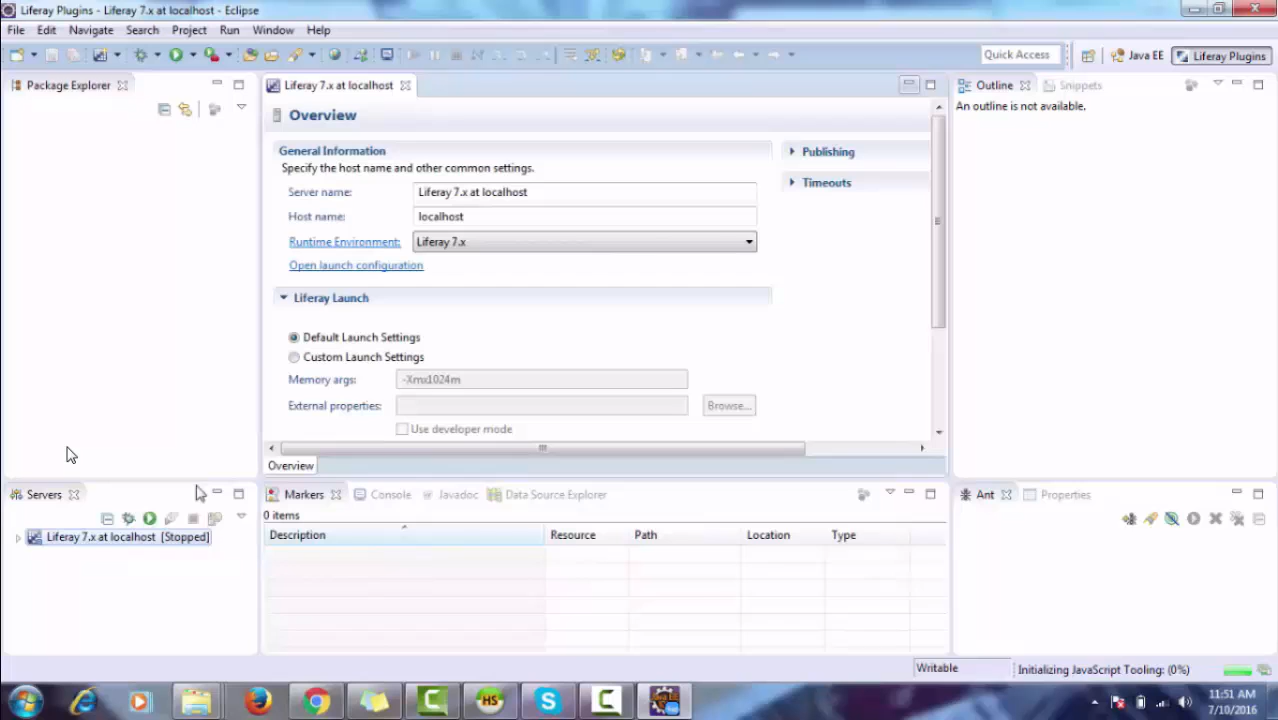 Liferay Plugins - Liferay 7.x at localhost - Eclipse
File Edit Navigate Search Project Run Window Help
Quick Access
Java EE
Liferay Plugins
Package Explorer
Liferay 7.x at localhost
Outline
Snippets
An outline is not available.
Overview
General Information
Specify the host name and other common settings.
Server name: Liferay 7.x at localhost
Host name: localhost
Runtime Environment: Liferay 7.x
Open launch configuration
Publishing
Timeouts
Liferay Launch
Default Launch Settings
Custom Launch Settings
Memory args: -Xmx1024m
External properties: Browse...
Use developer mode
Overview
Servers
Liferay 7.x at localhost [Stopped]
Markers Console Javadoc Data Source Explorer
0 items
Description Resource Path Location Type
Ant Properties
Writable
Initializing JavaScript Tooling: (0%)
HS
11:51 AM
7/10/2016